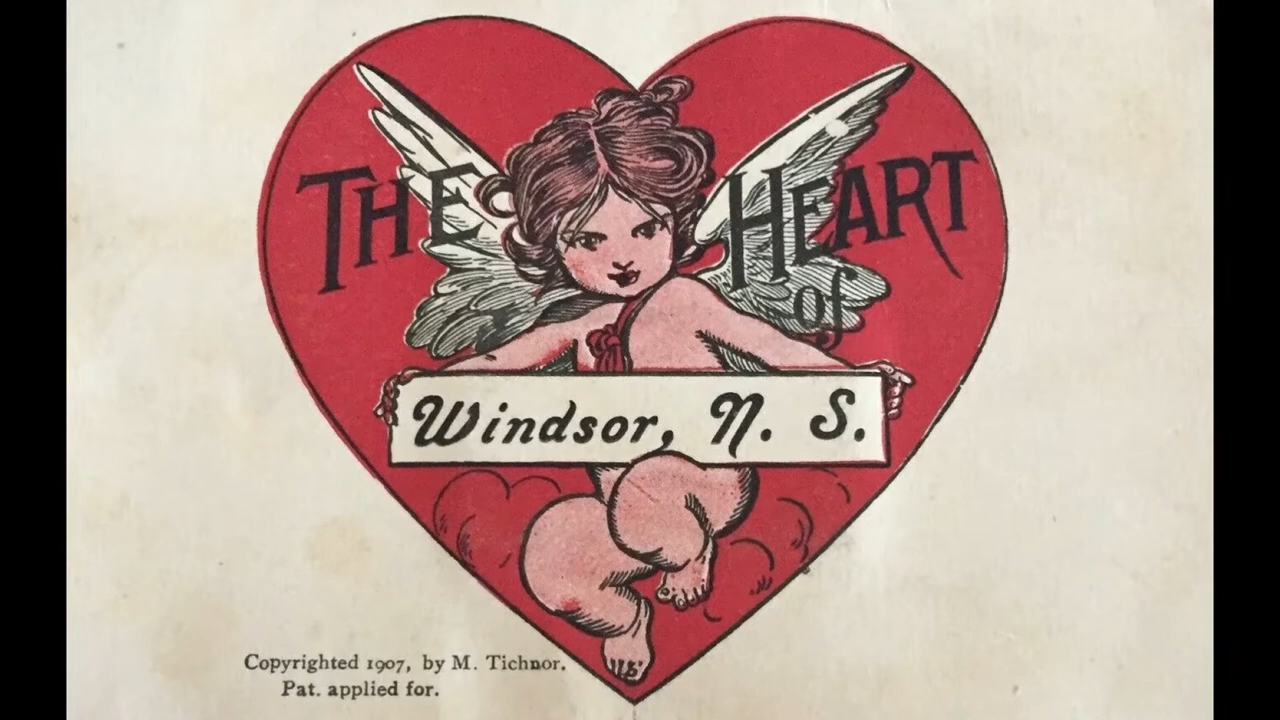 THE HEART
of
Windsor, N. S.
Copyrighted 1907, by M. Tichnor.
Pat. applied for.